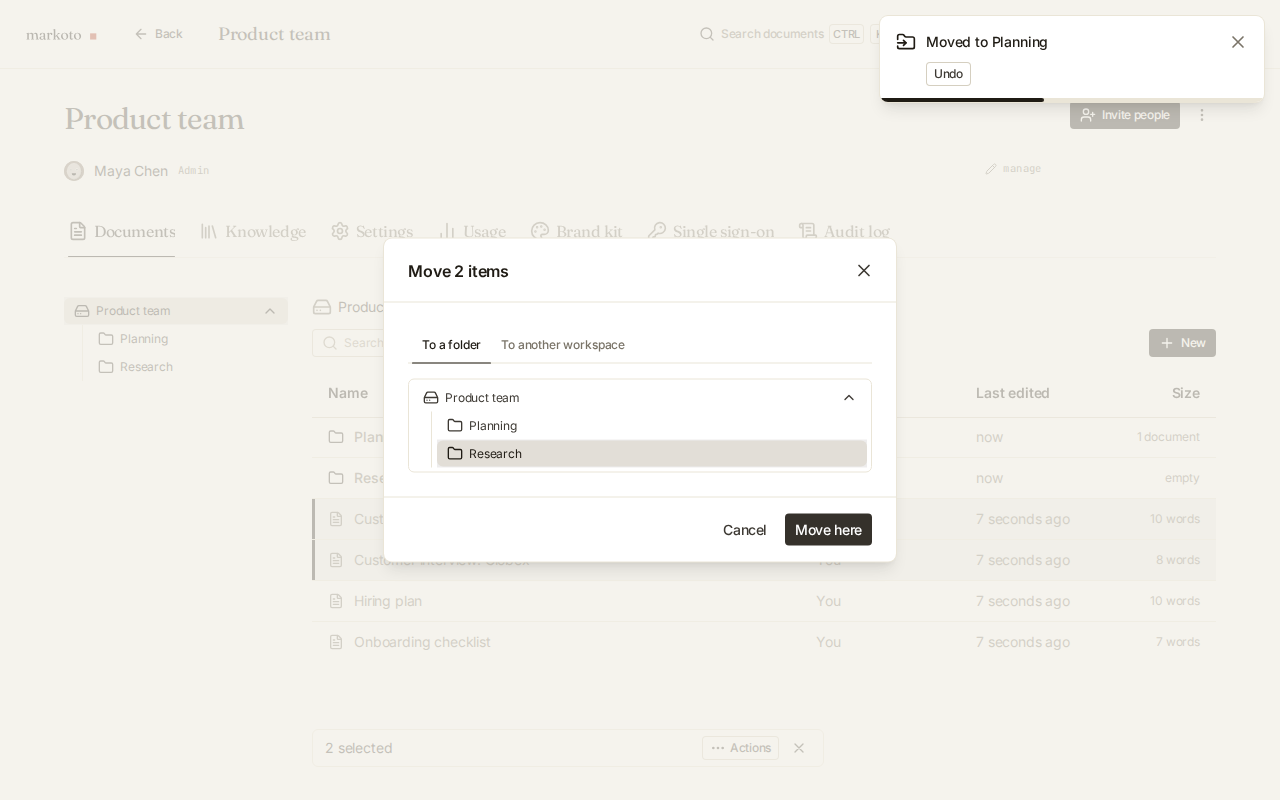 markoto
Back
Product team
Search documents CTRL
Moved to Planning
Undo
Product team
Invite people
Maya Chen Admin
manage
Documents Knowledge Settings Usage Brand kit Single sign-on Audit log
Move 2 items
Product team
Planning
Research
Search
New
To a folder To another workspace
Product team
Planning
Research
Cancel Move here
Name Last edited Size
now 1 document
now empty
7 seconds ago 10 words
7 seconds ago 8 words
Hiring plan You 7 seconds ago 10 words
Onboarding checklist You 7 seconds ago 7 words
2 selected Actions